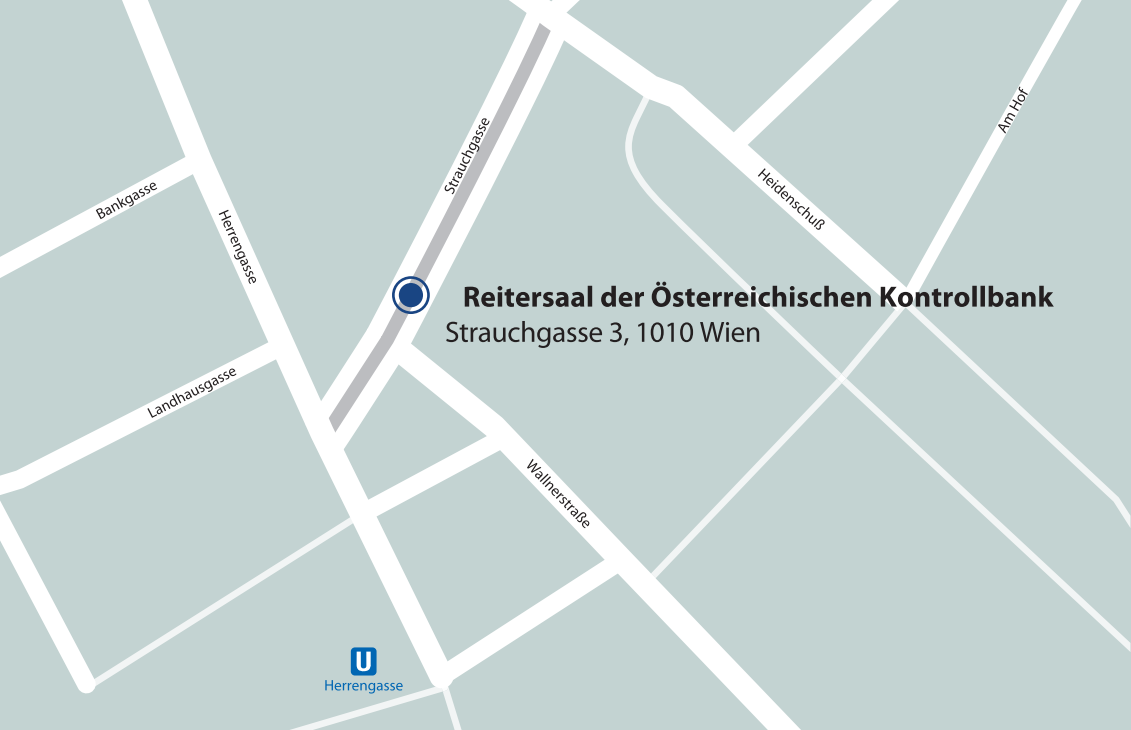 Am Hof
Strauchgasse
Heidenschuß
Bankgasse
Herrengasse
Reitersaal der Österreichischen Kontrollbank
Strauchgasse 3, 1010 Wien
Landhausgasse
Wallnerstraße
U
Herrengasse